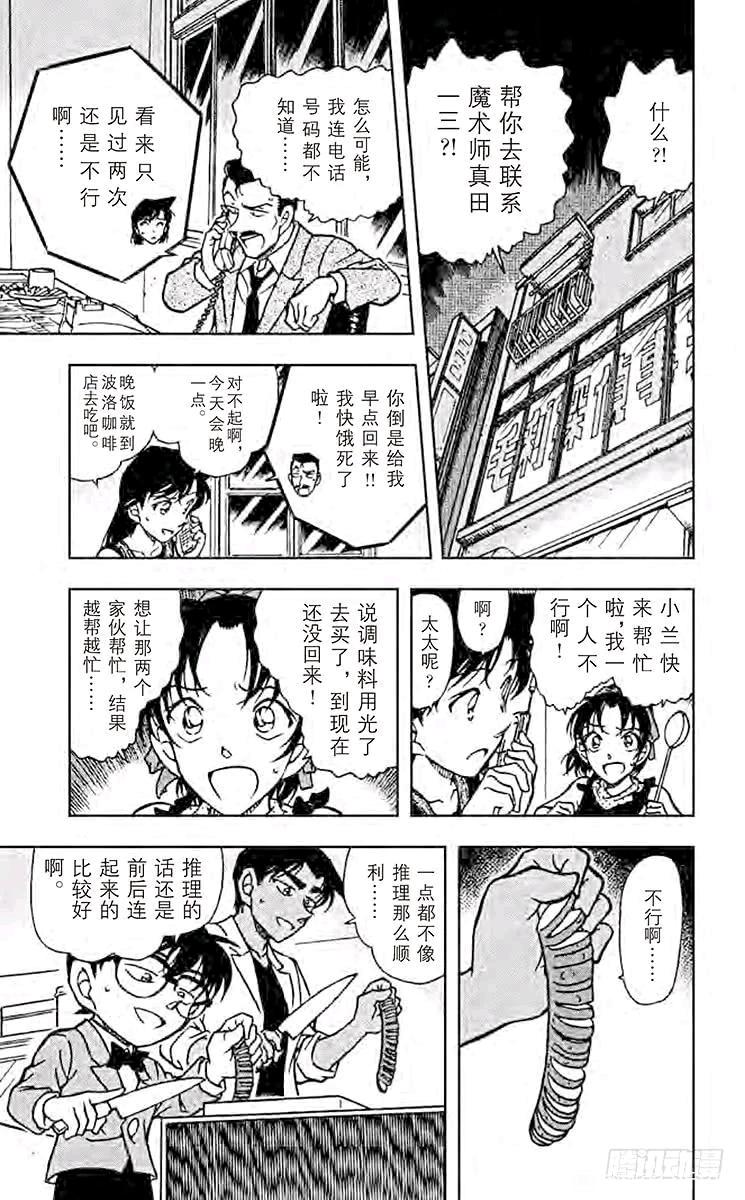 什么?!
帮你去联系
魔术师真田
一三?!
怎么可能，
我连电话
号码都不
知道……
看来只
见过两次
还是不行
啊……
毛利侦探事
你倒是给我
早点回来!!
我快饿死了
啦！
对不起啊，
今天会晚
一点。
晚饭就到
波洛咖啡
店去吃吧。
小兰快
来帮忙
啦，我一
个人不
行啊！
啊？
太太呢？
说调味料用光了
去买了，到现在
还没回来！
想让那两个
家伙帮忙，结果
越帮越忙……
不行啊……
一点都不像
推理那么顺
利……
推理的
话还是
前后连
起来的
比较好
啊。
腾讯动漫